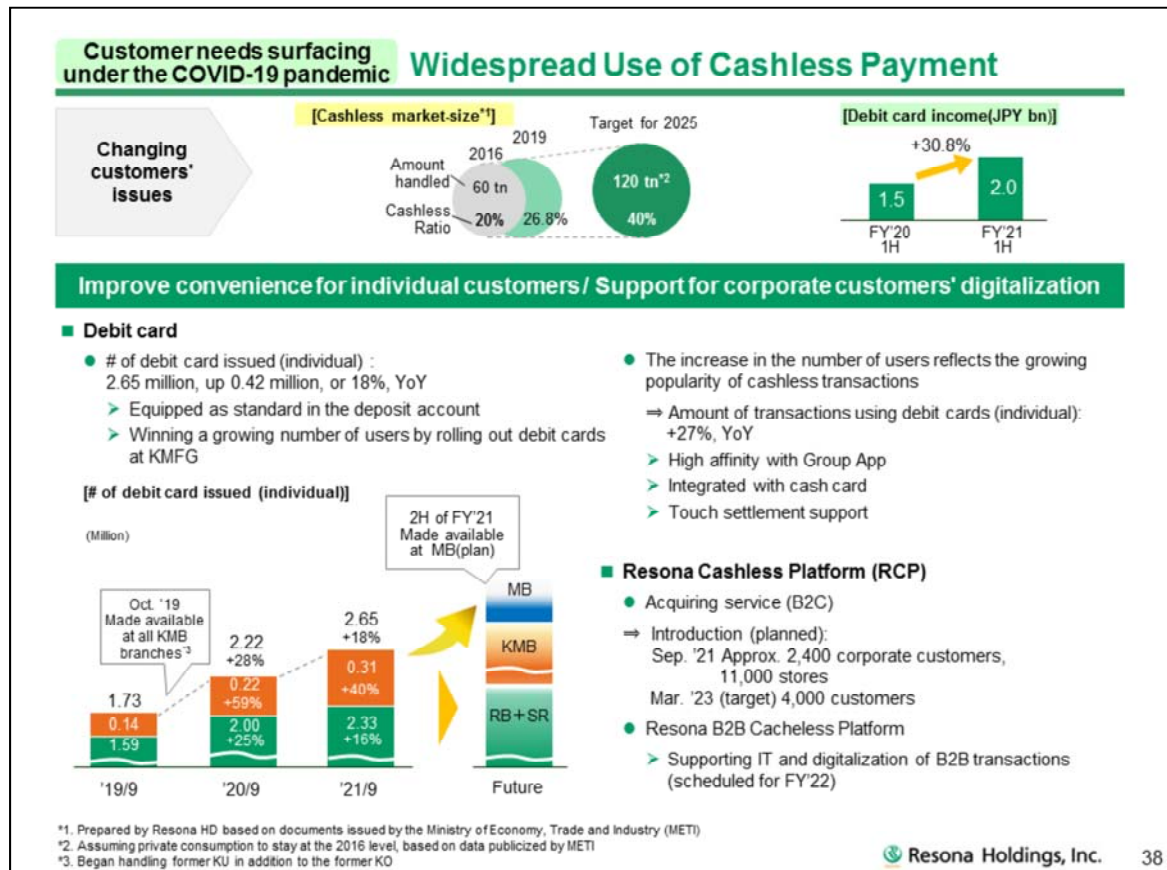 Customer needs surfacing
under the COVID-19 pandemic
Widespread Use of Cashless Payment
Changing
customers'
issues
[Cashless market-size*1]
2016
2019
Target for 2025
Amount
handled
60 tn
120 tn*2
Cashless
Ratio
20%
26.8%
40%
[Debit card income(JPY bn)]
+30.8%
1.5
2.0
FY'20
1H
FY'21
1H
Improve convenience for individual customers / Support for corporate customers' digitalization
■ Debit card
● # of debit card issued (individual) :
2.65 million, up 0.42 million, or 18%, YoY
➤ Equipped as standard in the deposit account
➤ Winning a growing number of users by rolling out debit cards
at KMFG
[# of debit card issued (individual)]
(Million)
Oct. '19
Made available
at all KMB
branches*3
2H of FY'21
Made available
at MB(plan)
1.73
0.14
1.59
'19/9
2.22
+28%
0.22
+59%
2.00
+25%
'20/9
2.65
+18%
0.31
+40%
2.33
+16%
'21/9
MB
KMB
RB+SR
Future
● The increase in the number of users reflects the growing
popularity of cashless transactions
⇒ Amount of transactions using debit cards (individual):
+27%, YoY
➤ High affinity with Group App
➤ Integrated with cash card
➤ Touch settlement support
■ Resona Cashless Platform (RCP)
● Acquiring service (B2C)
⇒ Introduction (planned):
Sep. '21 Approx. 2,400 corporate customers,
11,000 stores
Mar. '23 (target) 4,000 customers
● Resona B2B Cacheless Platform
➤ Supporting IT and digitalization of B2B transactions
(scheduled for FY'22)
*1. Prepared by Resona HD based on documents issued by the Ministry of Economy, Trade and Industry (METI)
*2. Assuming private consumption to stay at the 2016 level, based on data publicized by METI
*3. Began handling former KU in addition to the former KO
Resona Holdings, Inc.
38